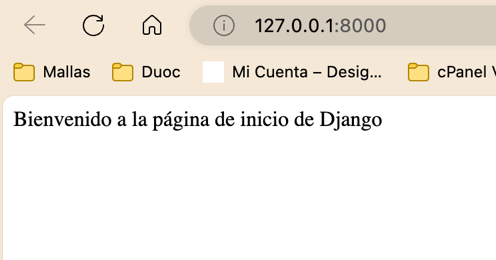 127.0.0.1:8000
Mallas Duoc Mi Cuenta – Desig... cPanel
Bienvenido a la página de inicio de Django